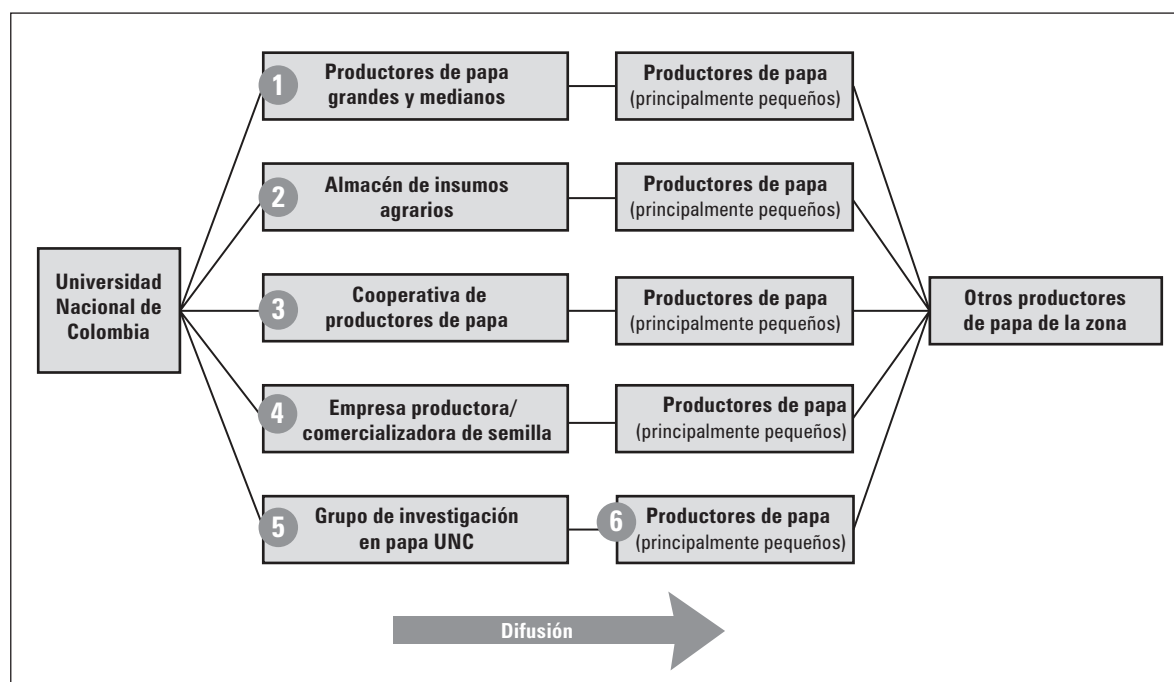 1
Productores de papa
grandes y medianos
Productores de papa
(principalmente pequeños)
2
Almacén de insumos
agrarios
Productores de papa
(principalmente pequeños)
Universidad
Nacional de
Colombia
3
Cooperativa de
productores de papa
Productores de papa
(principalmente pequeños)
Otros productores
de papa de la zona
4
Empresa productora/
comercializadora de semilla
Productores de papa
(principalmente pequeños)
5
Grupo de investigación
en papa UNC
6
Productores de papa
(principalmente pequeños)
Difusión